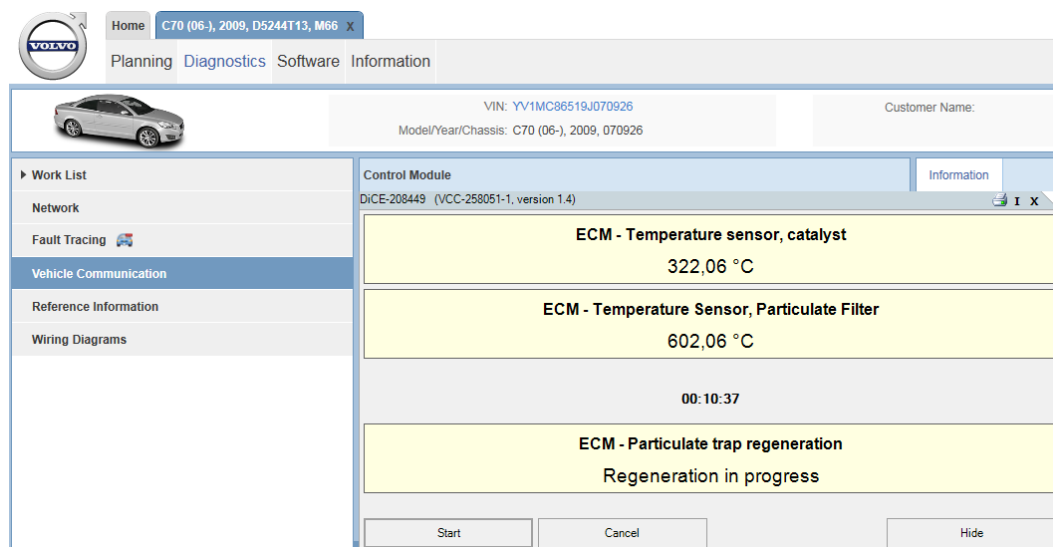 VOLVO
Home
C70 (06-), 2009, D5244T13, M66 X
Planning Diagnostics Software Information
VIN: YV1MC86519J070926
Customer Name:
Model/Year/Chassis: C70 (06-), 2009, 070926
Work List
Network
Fault Tracing
Vehicle Communication
Reference Information
Wiring Diagrams
Control Module
Information
DiCE-208449 (VCC-258051-1, version 1.4)
I X
ECM - Temperature sensor, catalyst
322,06 °C
ECM - Temperature Sensor, Particulate Filter
602,06 °C
00:10:37
ECM - Particulate trap regeneration
Regeneration in progress
Start
Cancel
Hide